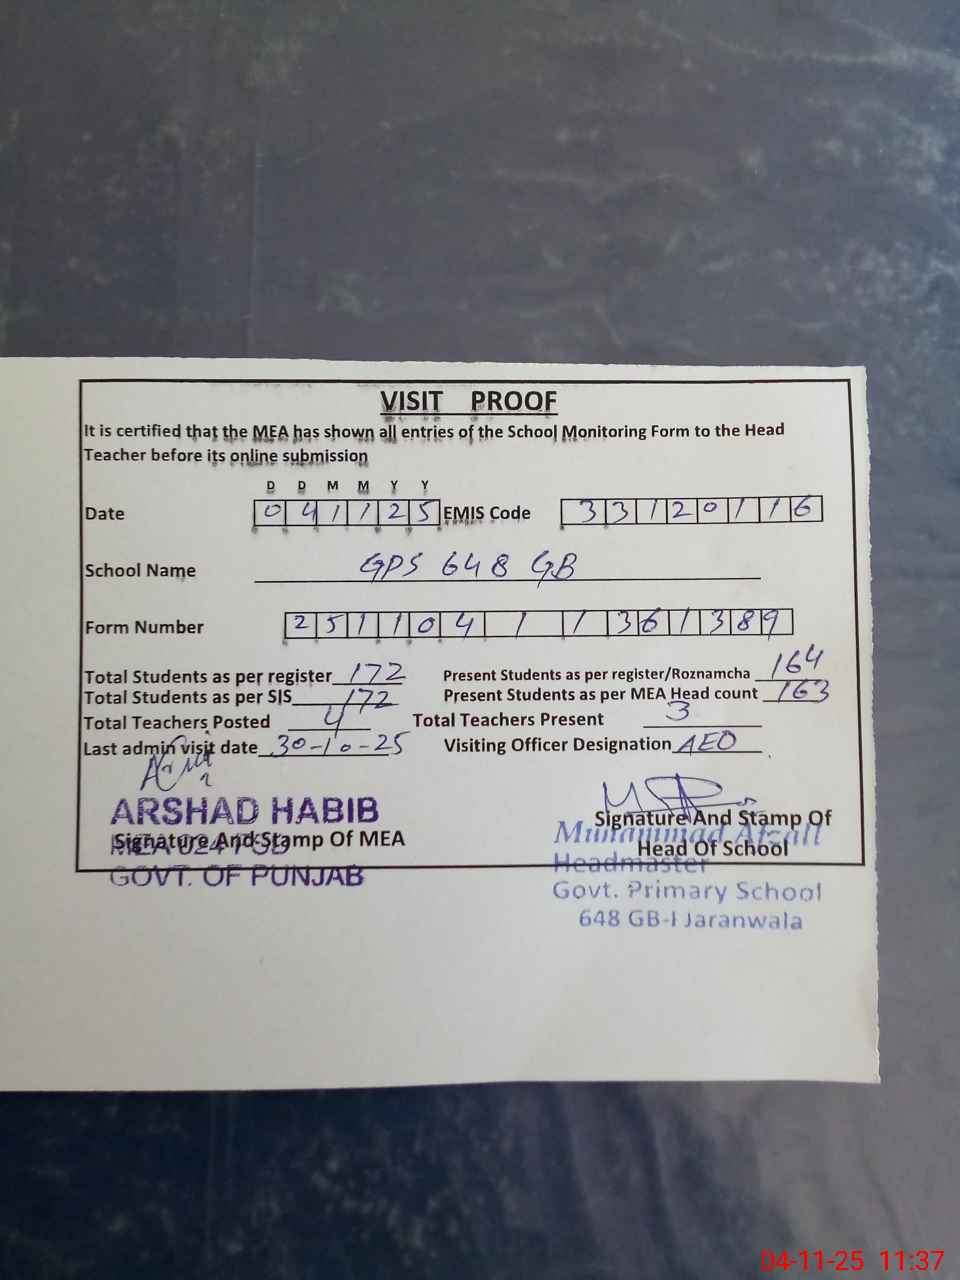 VISIT PROOF
It is certified that the MEA has shown all entries of the School Monitoring Form to the Head
Teacher before its online submission
D D M M Y Y
Date 0 4 1 1 2 5 EMIS Code 3 3 1 2 0 1 1 6
School Name GPS 648 GB
Form Number 2 5 1 1 0 4 1 1 36 1 3 89
Total Students as per register 172 Present Students as per register/Roznamcha 164
Total Students as per SIS 172 Present Students as per MEA Head count 163
Total Teachers Posted 4 Total Teachers Present 3
Last admin visit date 30-10-25 Visiting Officer Designation AEO
ARSHAD HABIB
Signature And Stamp Of MEA
GOVT. OF PUNJAB
Signature And Stamp Of
Muhammad Afzall
Head Of School
Headmaster
Govt. Primary School
648 GB-I Jaranwala
04-11-25 11:37